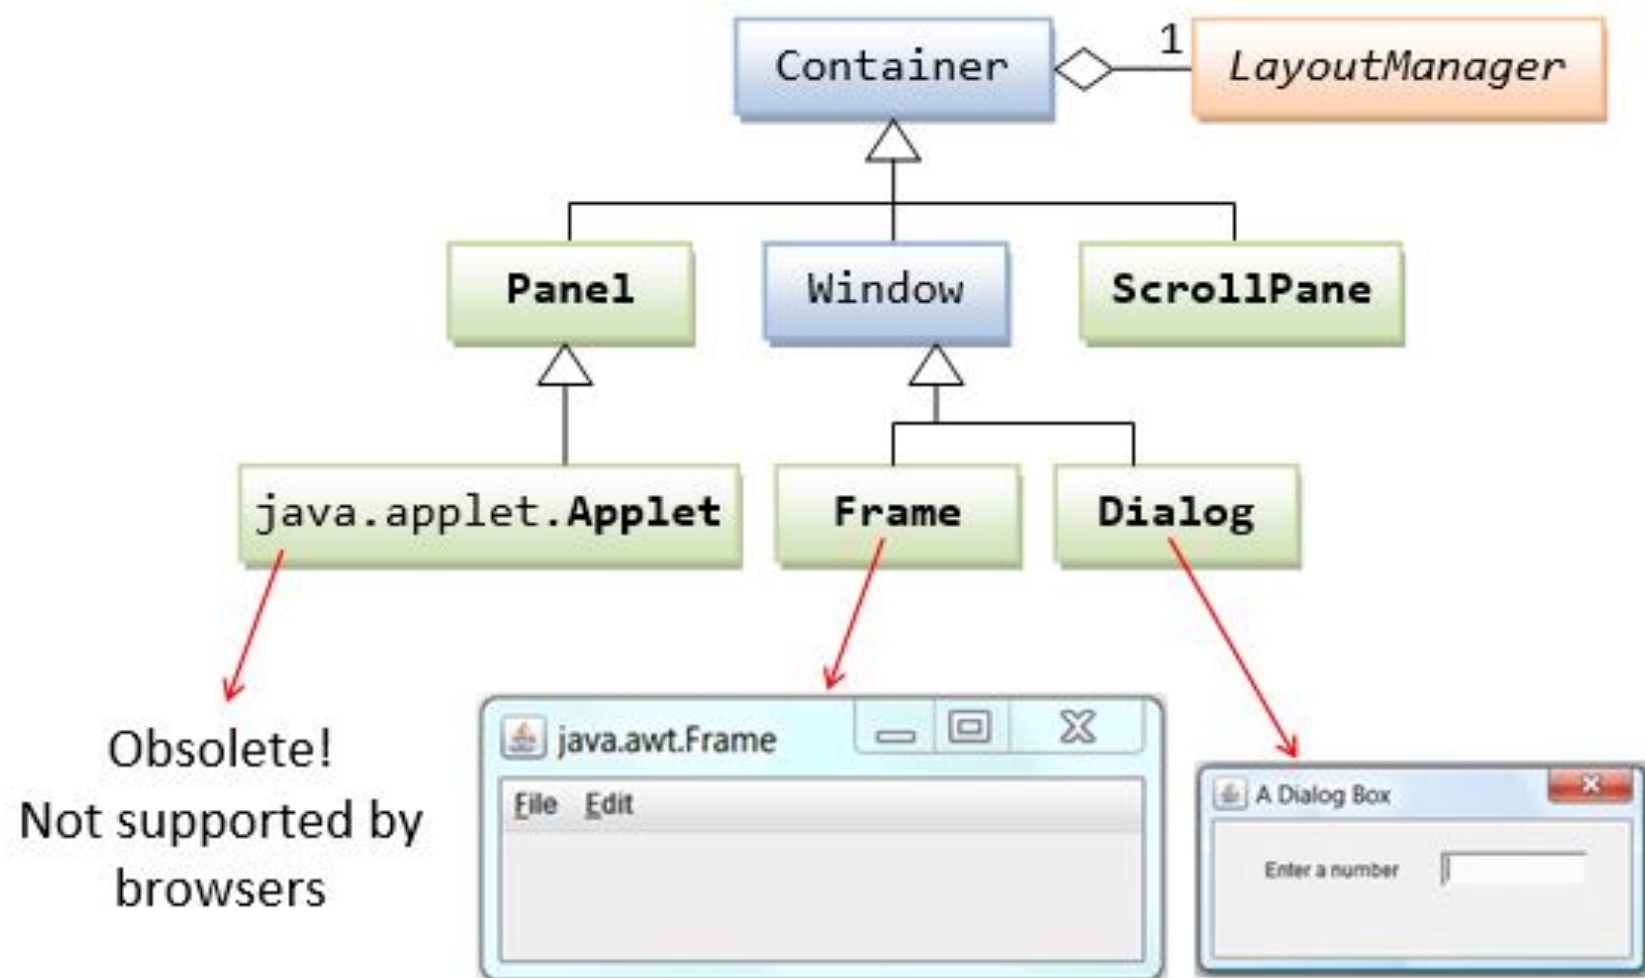 Container
1
LayoutManager
Panel
Window
ScrollPane
java.applet.Applet
Frame
Dialog
Obsolete!
Not supported by
browsers
java.awt.Frame
File Edit
A Dialog Box
Enter a number